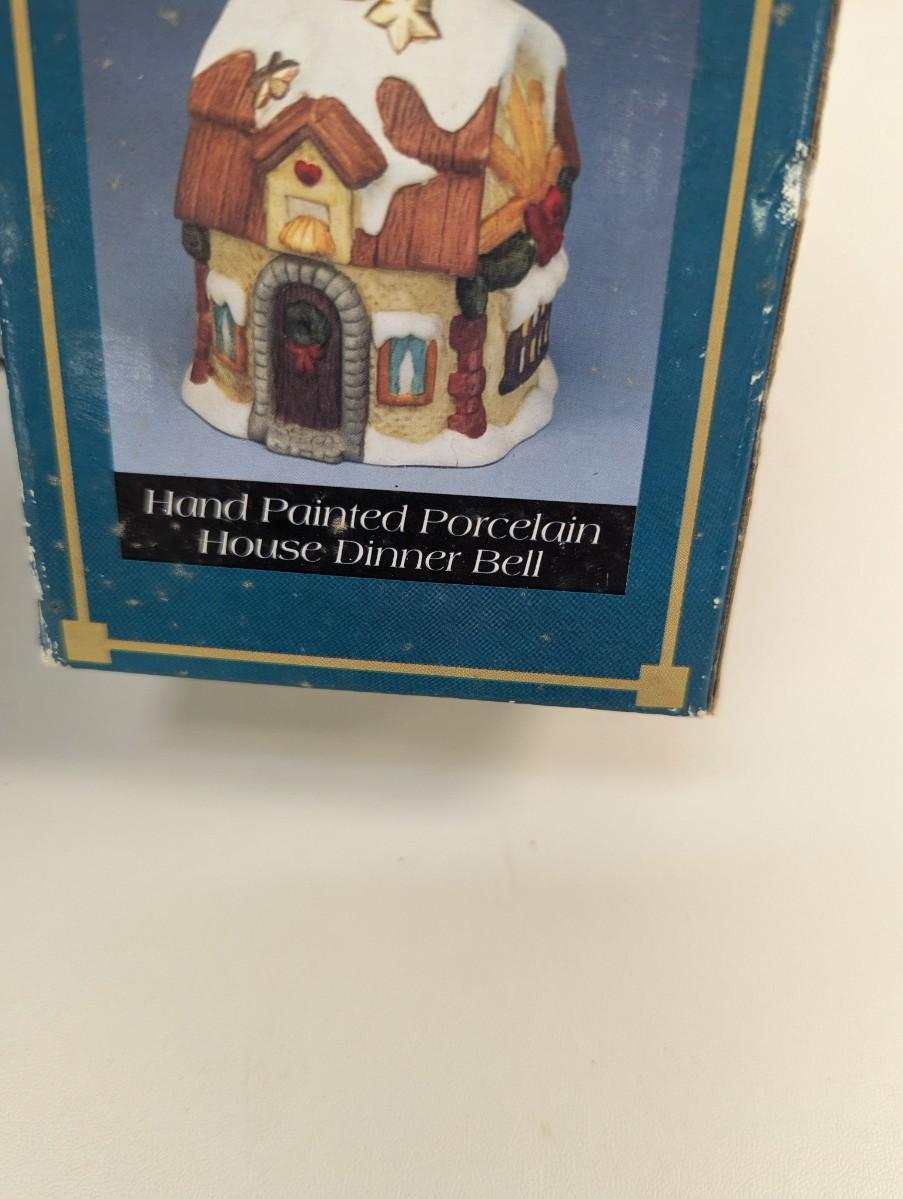 Hand Painted Porcelain
House Dinner Bell